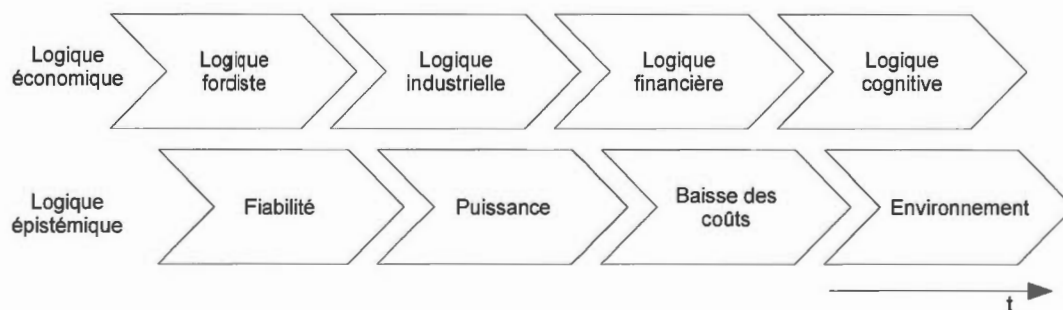 Logique
économique
Logique
fordiste
Logique
industrielle
Logique
financière
Logique
cognitive
Logique
épistémique
Fiabilité
Puissance
Baisse des
coûts
Environnement
t